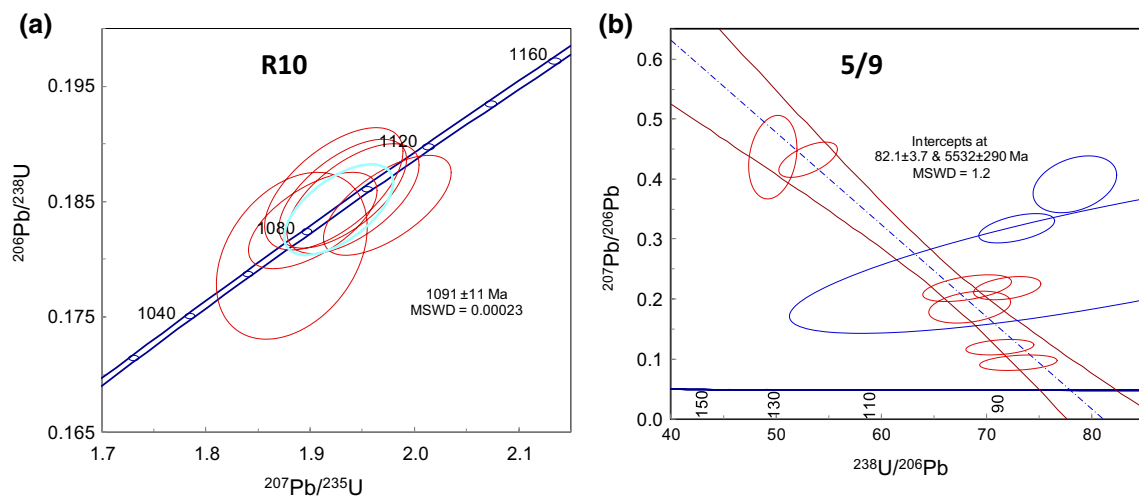 (a)
R10
1160
1120
1080
1040
1091 ±11 Ma
MSWD = 0.00023
0.195
0.185
0.175
0.165
206Pb/238U
1.7
1.8
1.9
2.0
2.1
207Pb/235U
(b)
5/9
Intercepts at
82.1±3.7 & 5532±290 Ma
MSWD = 1.2
0.6
0.5
0.4
0.3
0.2
0.1
0.0
207Pb/206Pb
150
130
110
90
40
50
60
70
80
238U/206Pb